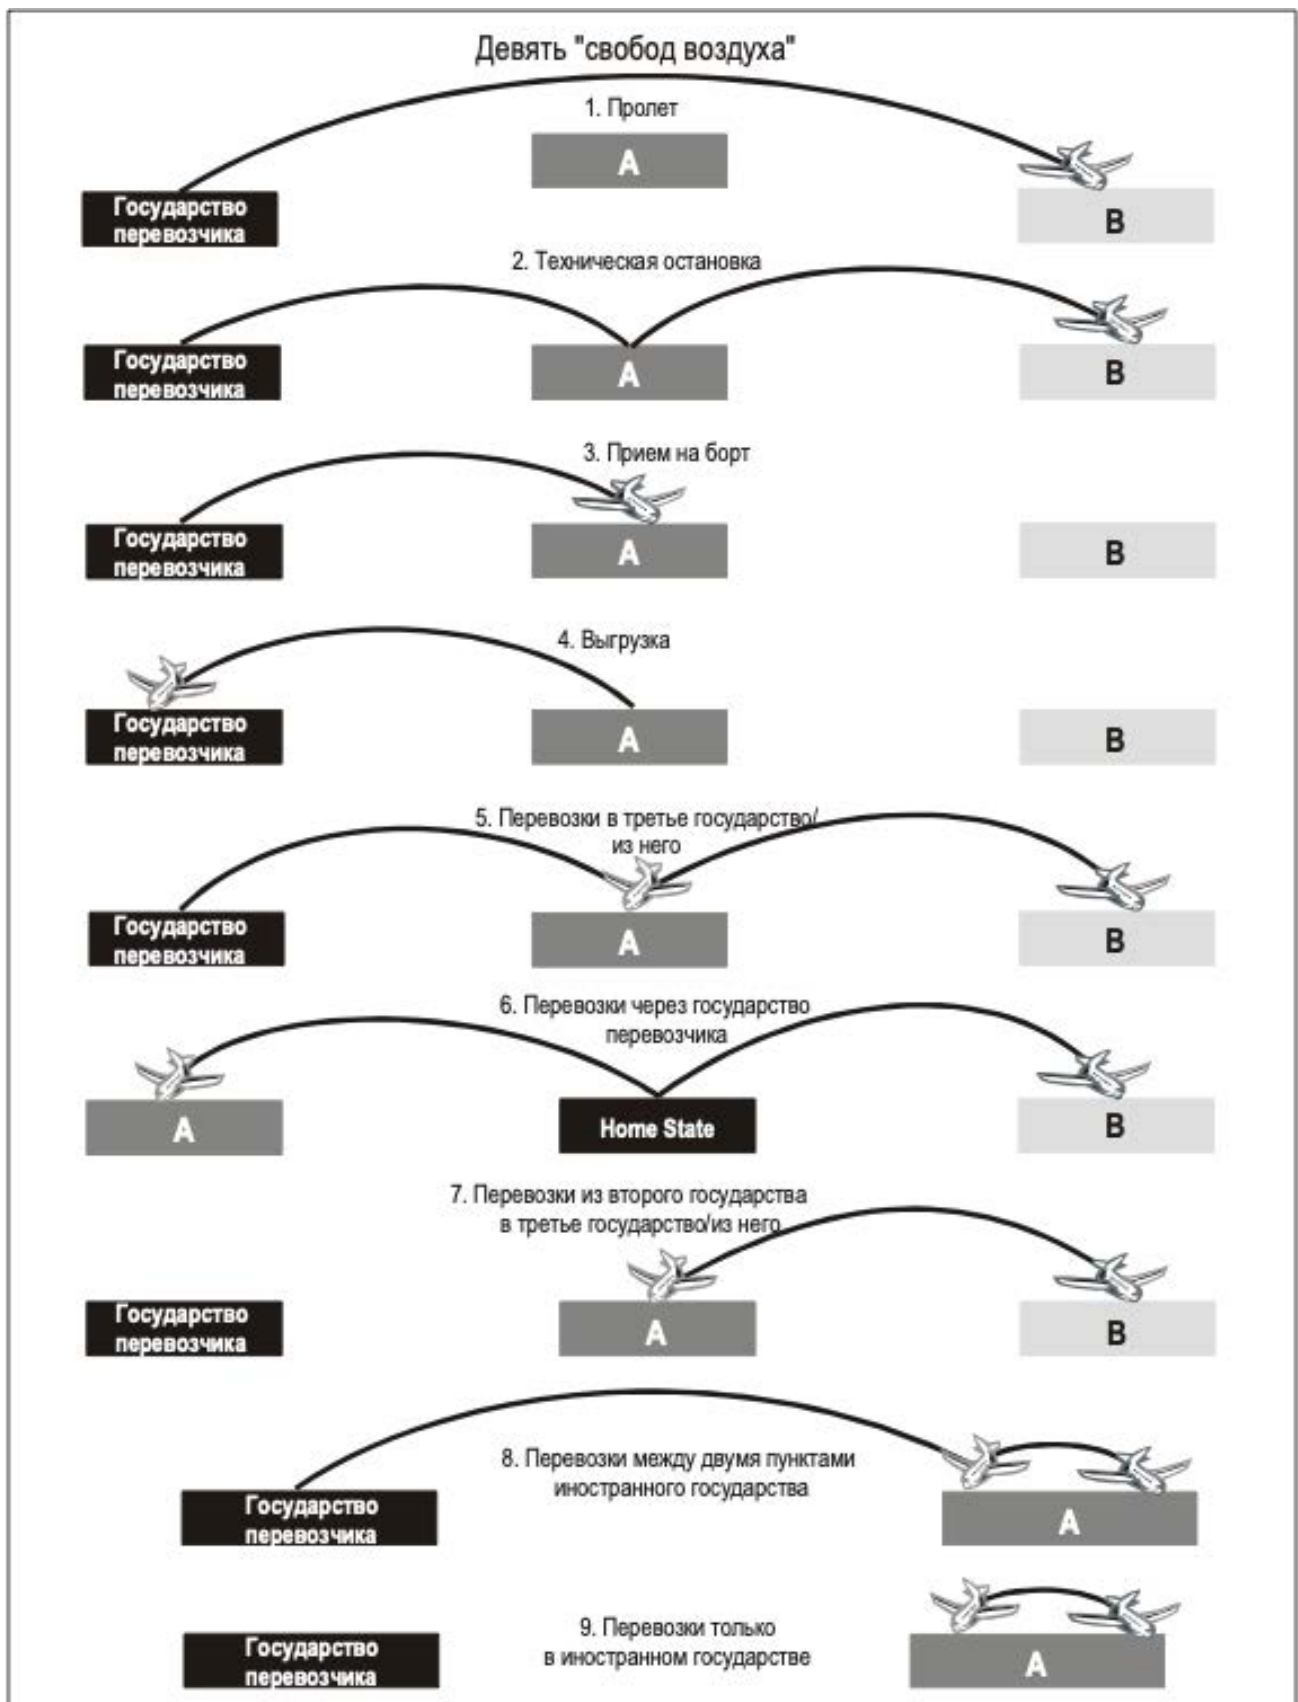 Девять "свобод воздуха"
1. Пролет
A
Государство
перевозчика
B
2. Техническая остановка
Государство
перевозчика
A
B
3. Прием на борт
Государство
перевозчика
A
B
4. Выгрузка
Государство
перевозчика
A
B
5. Перевозки в третье государство/
из него
Государство
перевозчика
A
B
6. Перевозки через государство
перевозчика
A
Home State
B
7. Перевозки из второго государства
в третье государство/из него
Государство
перевозчика
A
B
8. Перевозки между двумя пунктами
иностранного государства
Государство
перевозчика
A
9. Перевозки только
в иностранном государстве
Государство
перевозчика
A